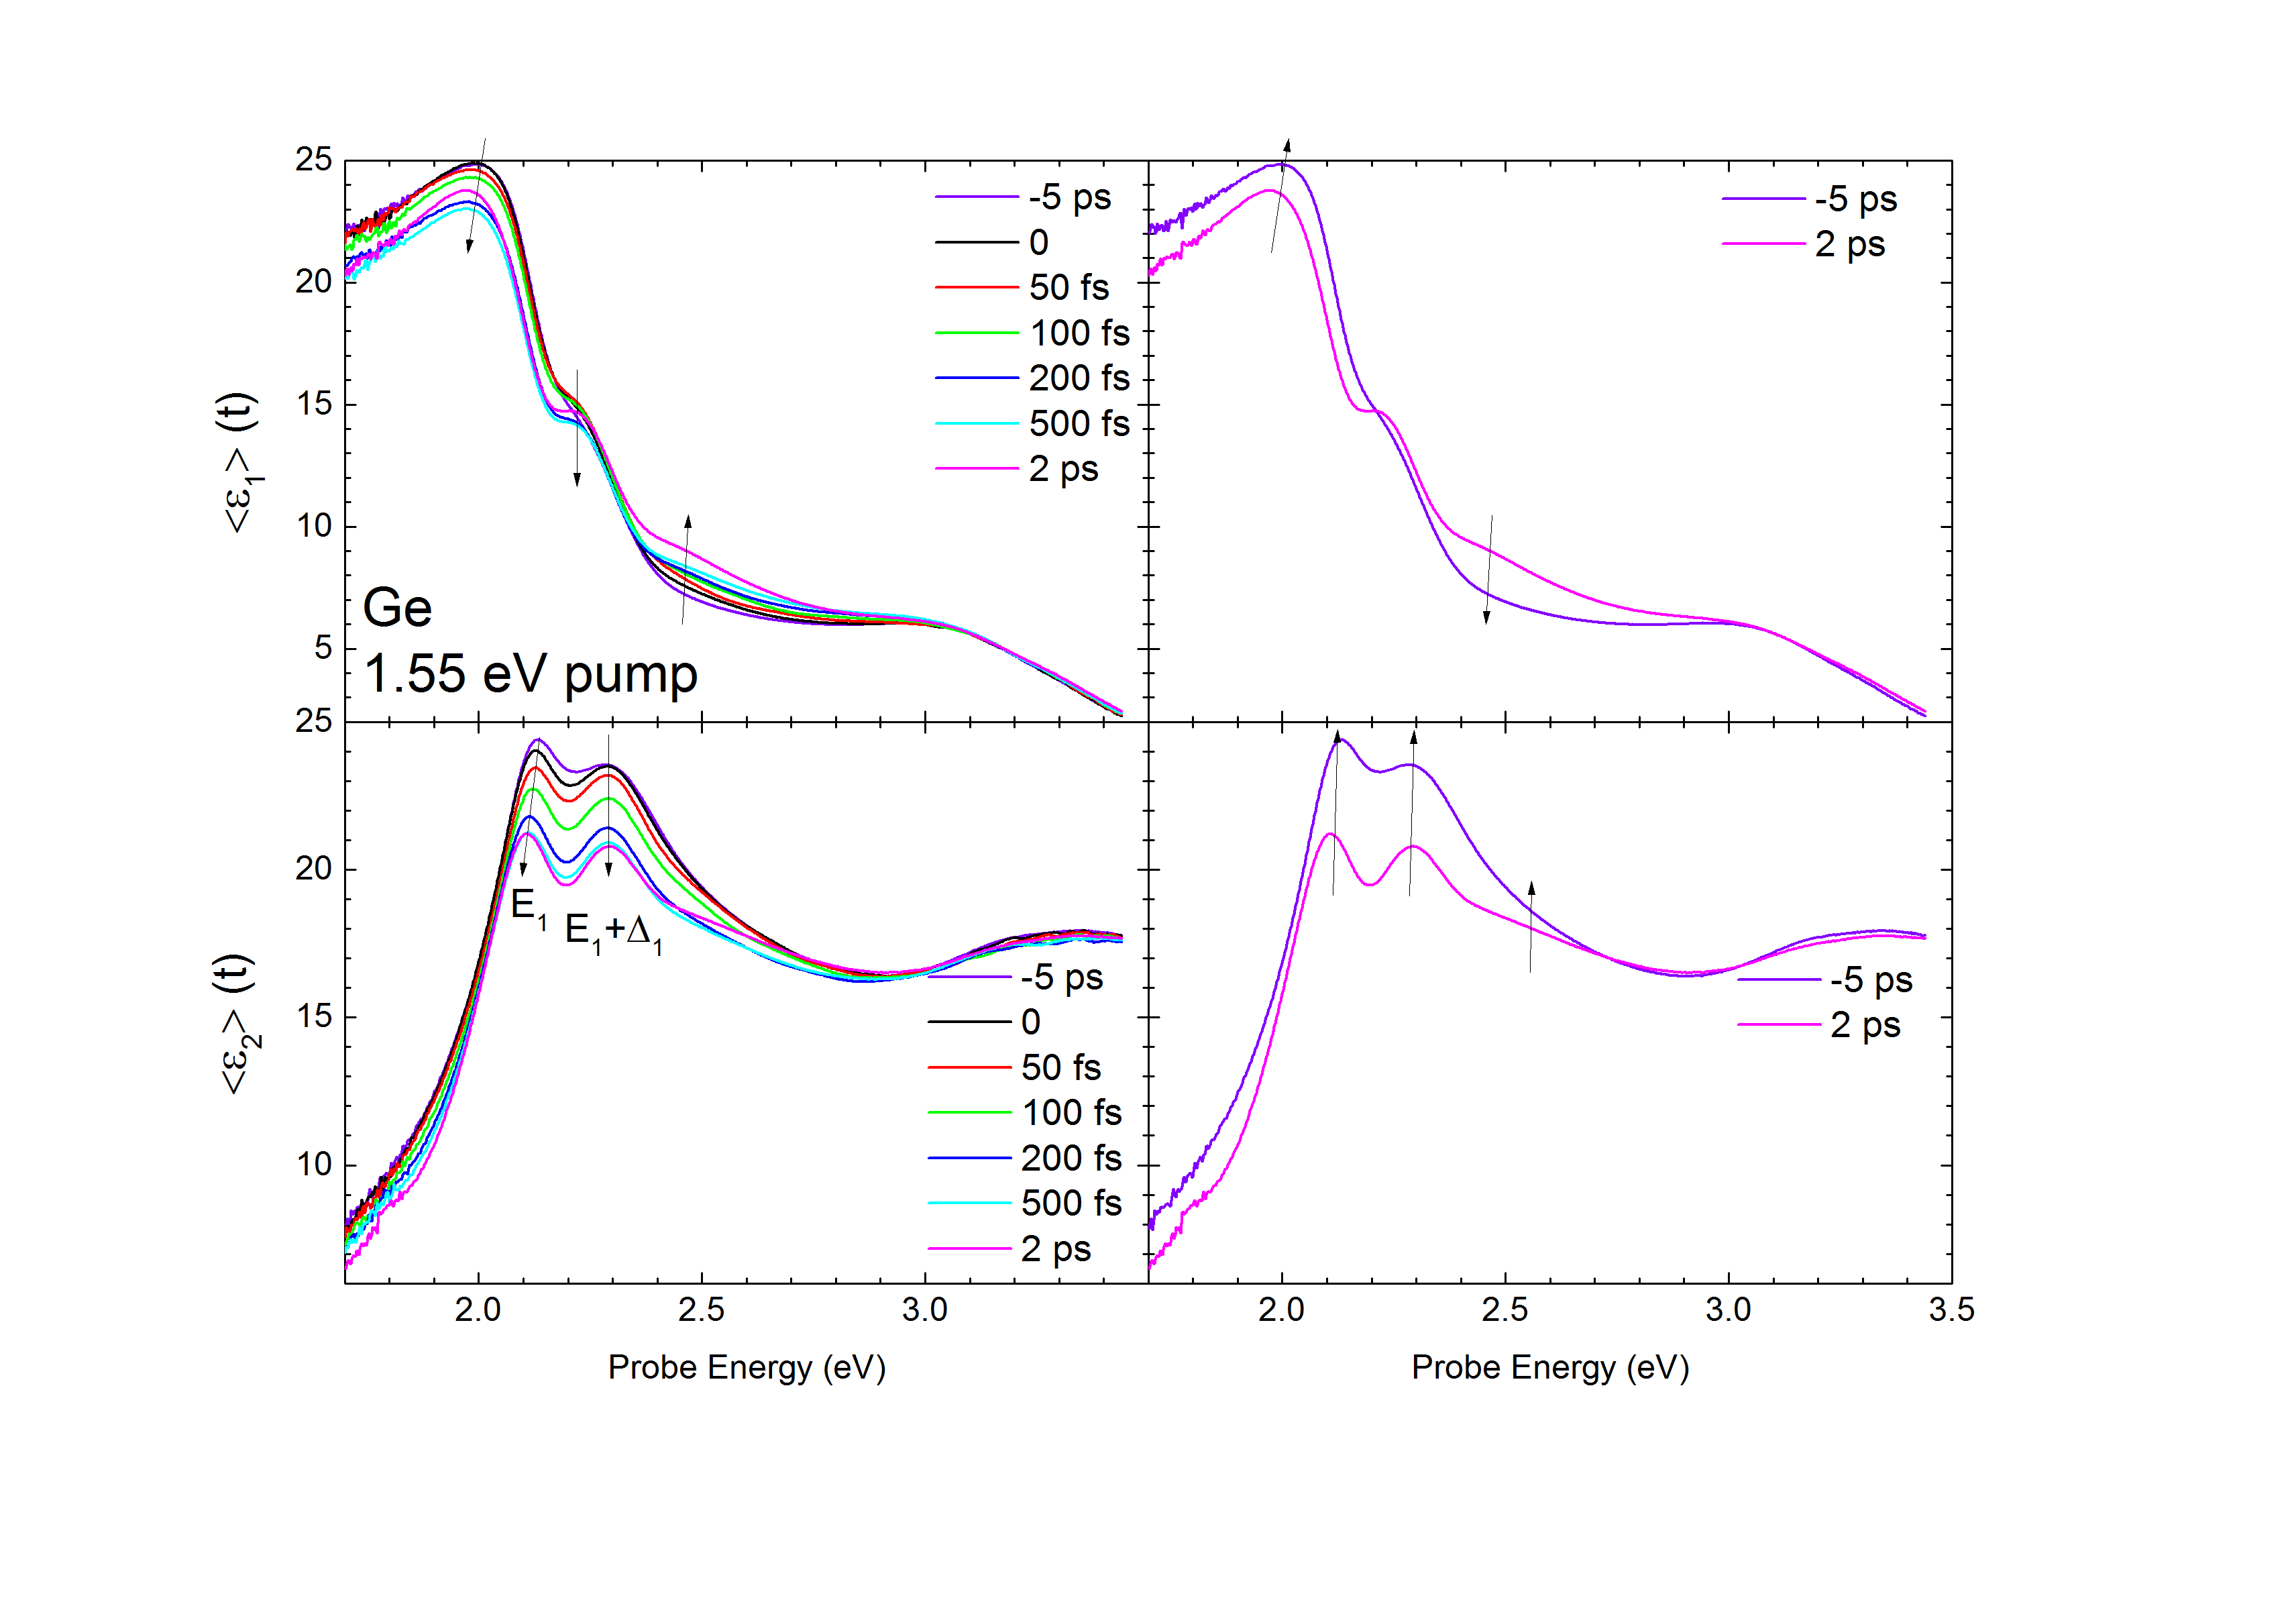 25
20
15
10
5
<ε1> (t)
Ge
1.55 eV pump
-5 ps
0
50 fs
100 fs
200 fs
500 fs
2 ps
-5 ps
2 ps
25
20
15
10
<ε2> (t)
E1
E1+Δ1
-5 ps
0
50 fs
100 fs
200 fs
500 fs
2 ps
-5 ps
2 ps
2.0 2.5 3.0
2.0 2.5 3.0 3.5
Probe Energy (eV)
Probe Energy (eV)